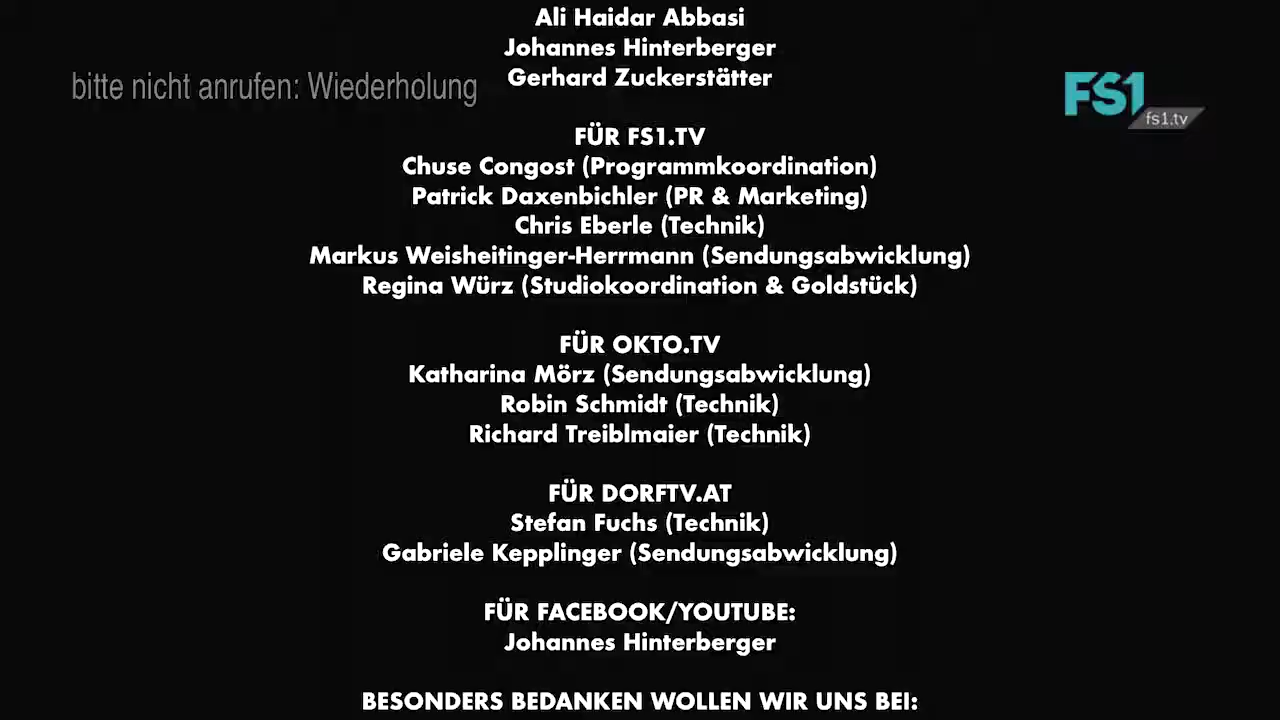 Ali Haidar Abbasi
Johannes Hinterberger
Gerhard Zuckerstätter
bitte nicht anrufen: Wiederholung
FS1
fs1.tv
FÜR FS1.TV
Chuse Congost (Programmkoordination)
Patrick Daxenbichler (PR & Marketing)
Chris Eberle (Technik)
Markus Weisheitinger-Herrmann (Sendungsabwicklung)
Regina Würz (Studiokoordination & Goldstück)
FÜR OKTO.TV
Katharina Mörz (Sendungsabwicklung)
Robin Schmidt (Technik)
Richard Treiblmaier (Technik)
FÜR DORFTV.AT
Stefan Fuchs (Technik)
Gabriele Kepplinger (Sendungsabwicklung)
FÜR FACEBOOK/YOUTUBE:
Johannes Hinterberger
BESONDERS BEDANKEN WOLLEN WIR UNS BEI: